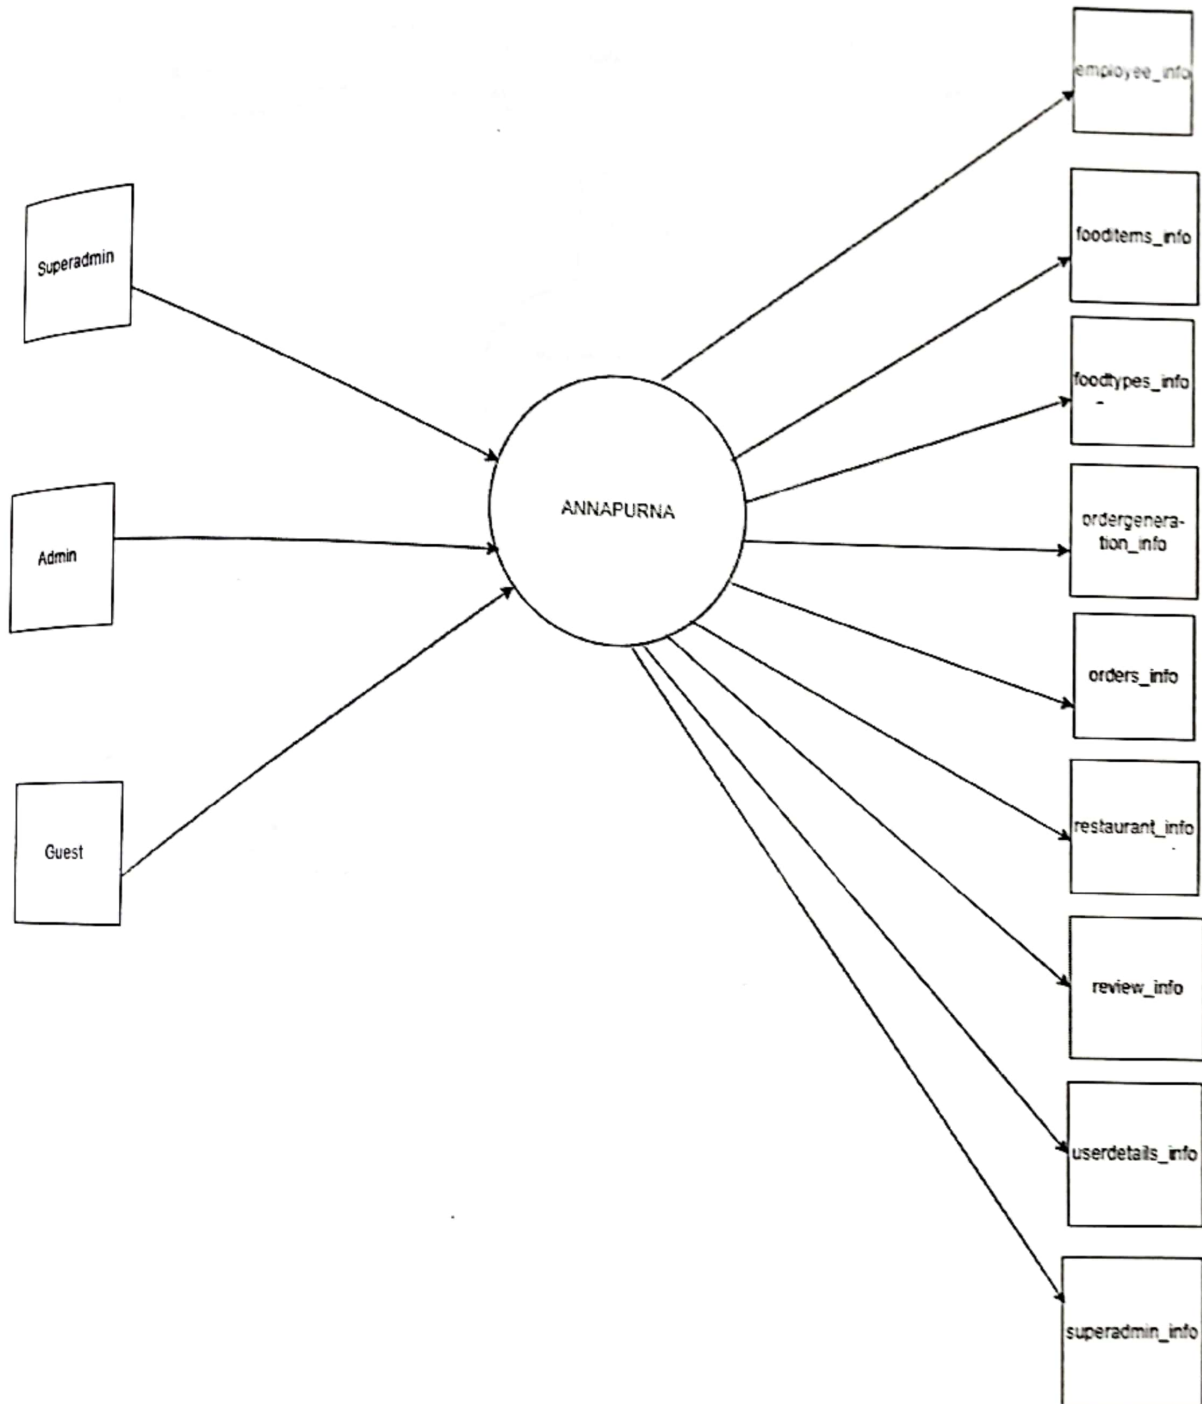 Superadmin
Admin
Guest
ANNAPURNA
employee_info
fooditems_info
foodtypes_info
ordergenera-
tion_info
orders_info
restaurant_info
review_info
userdetails_info
superadmin_info